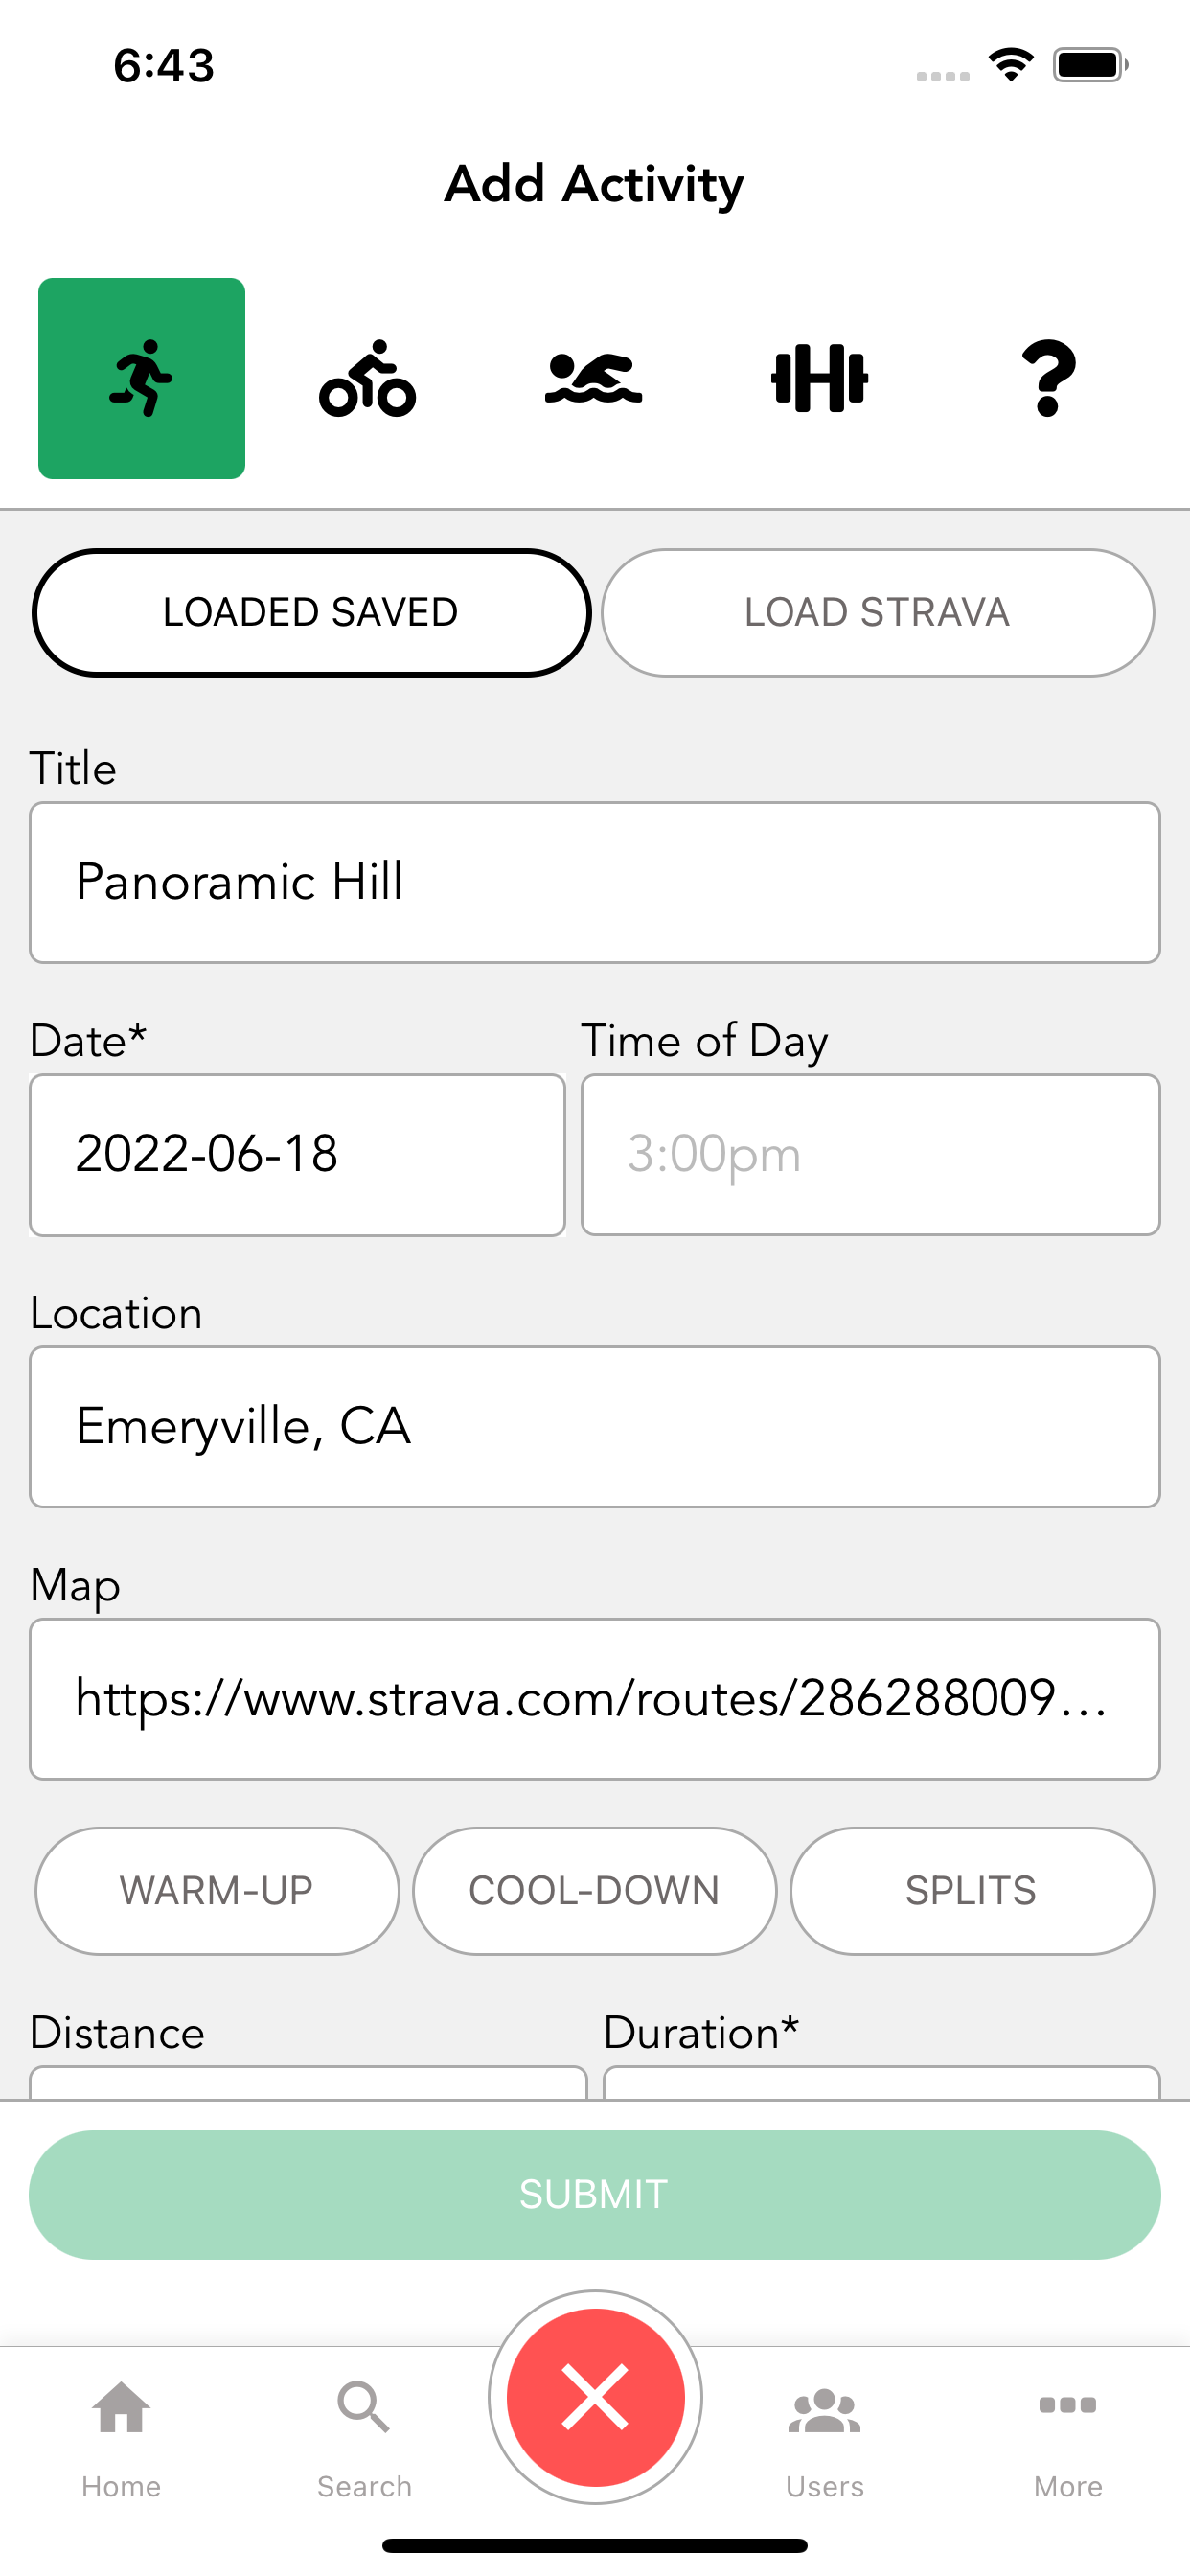 6:43
Add Activity
LOADED SAVED LOAD STRAVA
Title
Panoramic Hill
Date* Time of Day
2022-06-18 3:00pm
Location
Emeryville, CA
Map
https://www.strava.com/routes/286288009...
WARM-UP COOL-DOWN SPLITS
Distance Duration*
SUBMIT
Home Search Users More